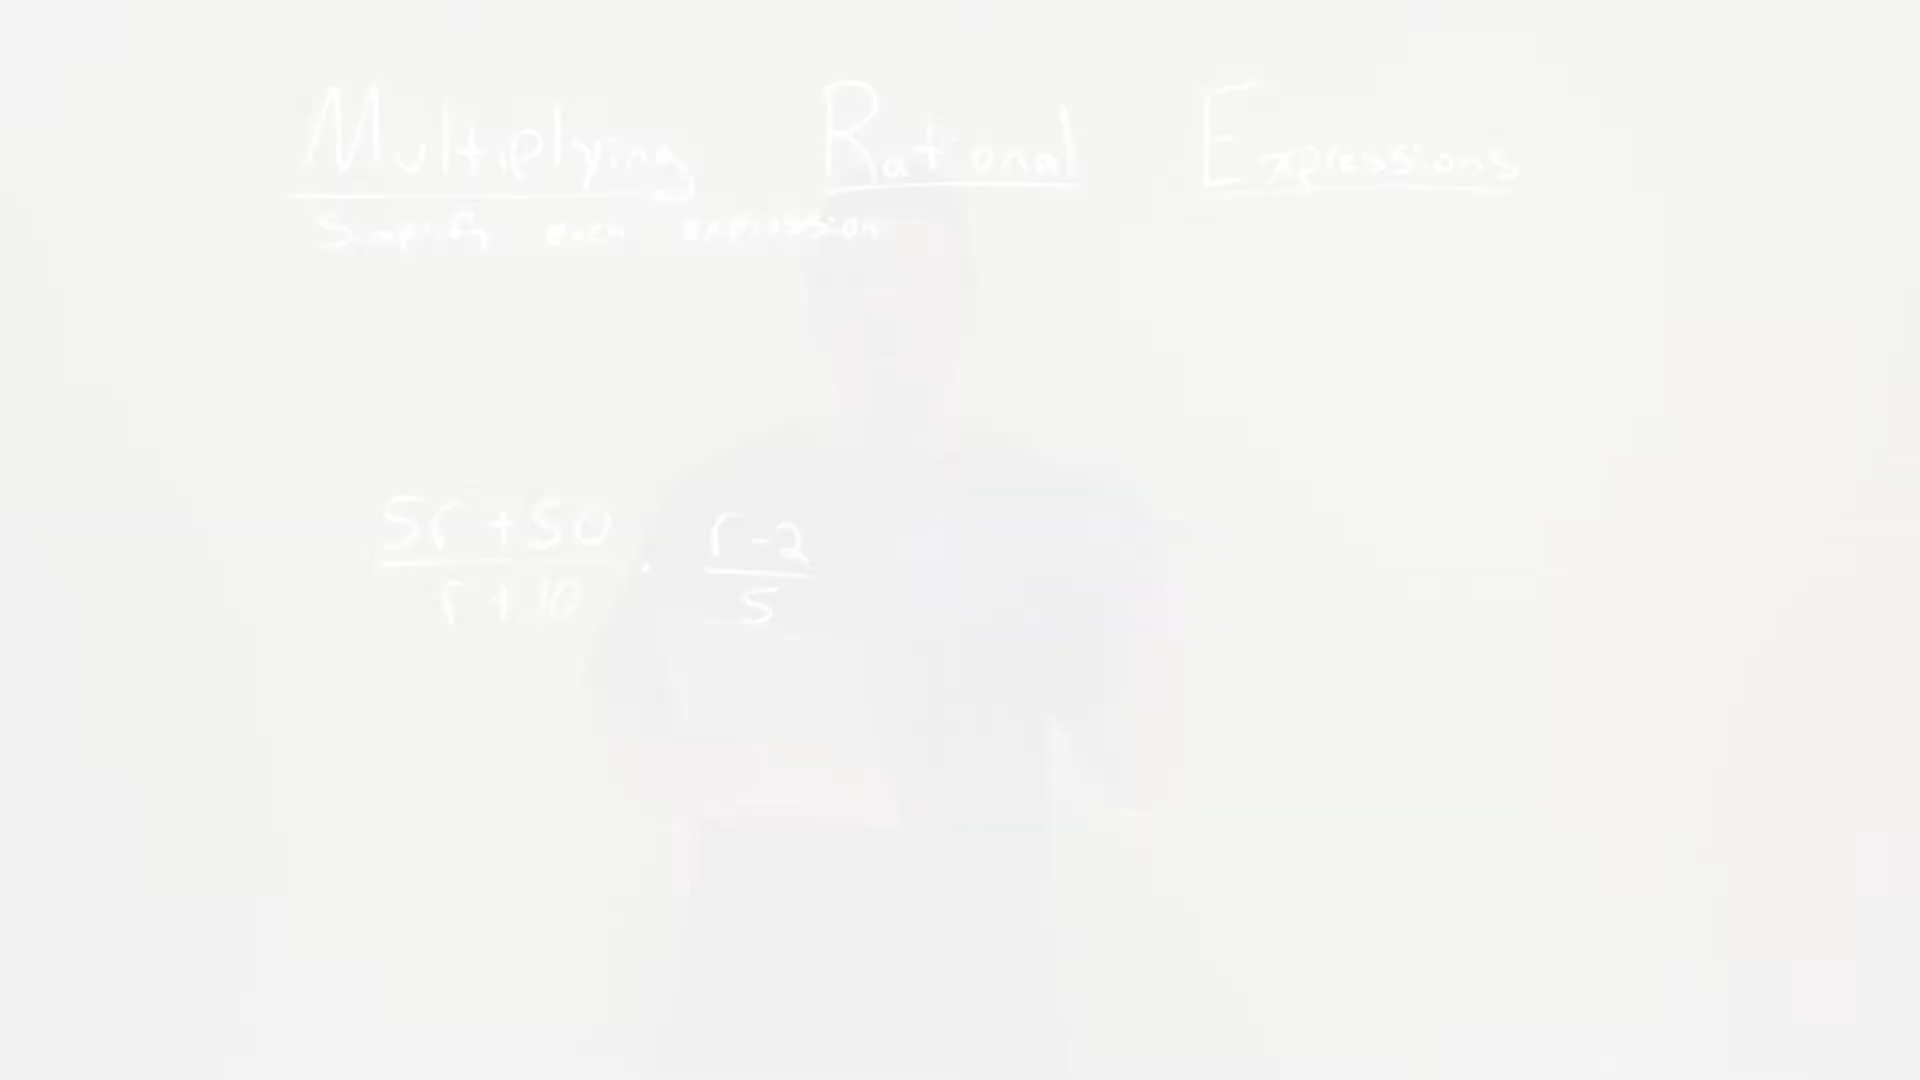 Multiplying Rational Expressions
Simplify each expression
5r + 50 / r + 10 · r - 2 / 5